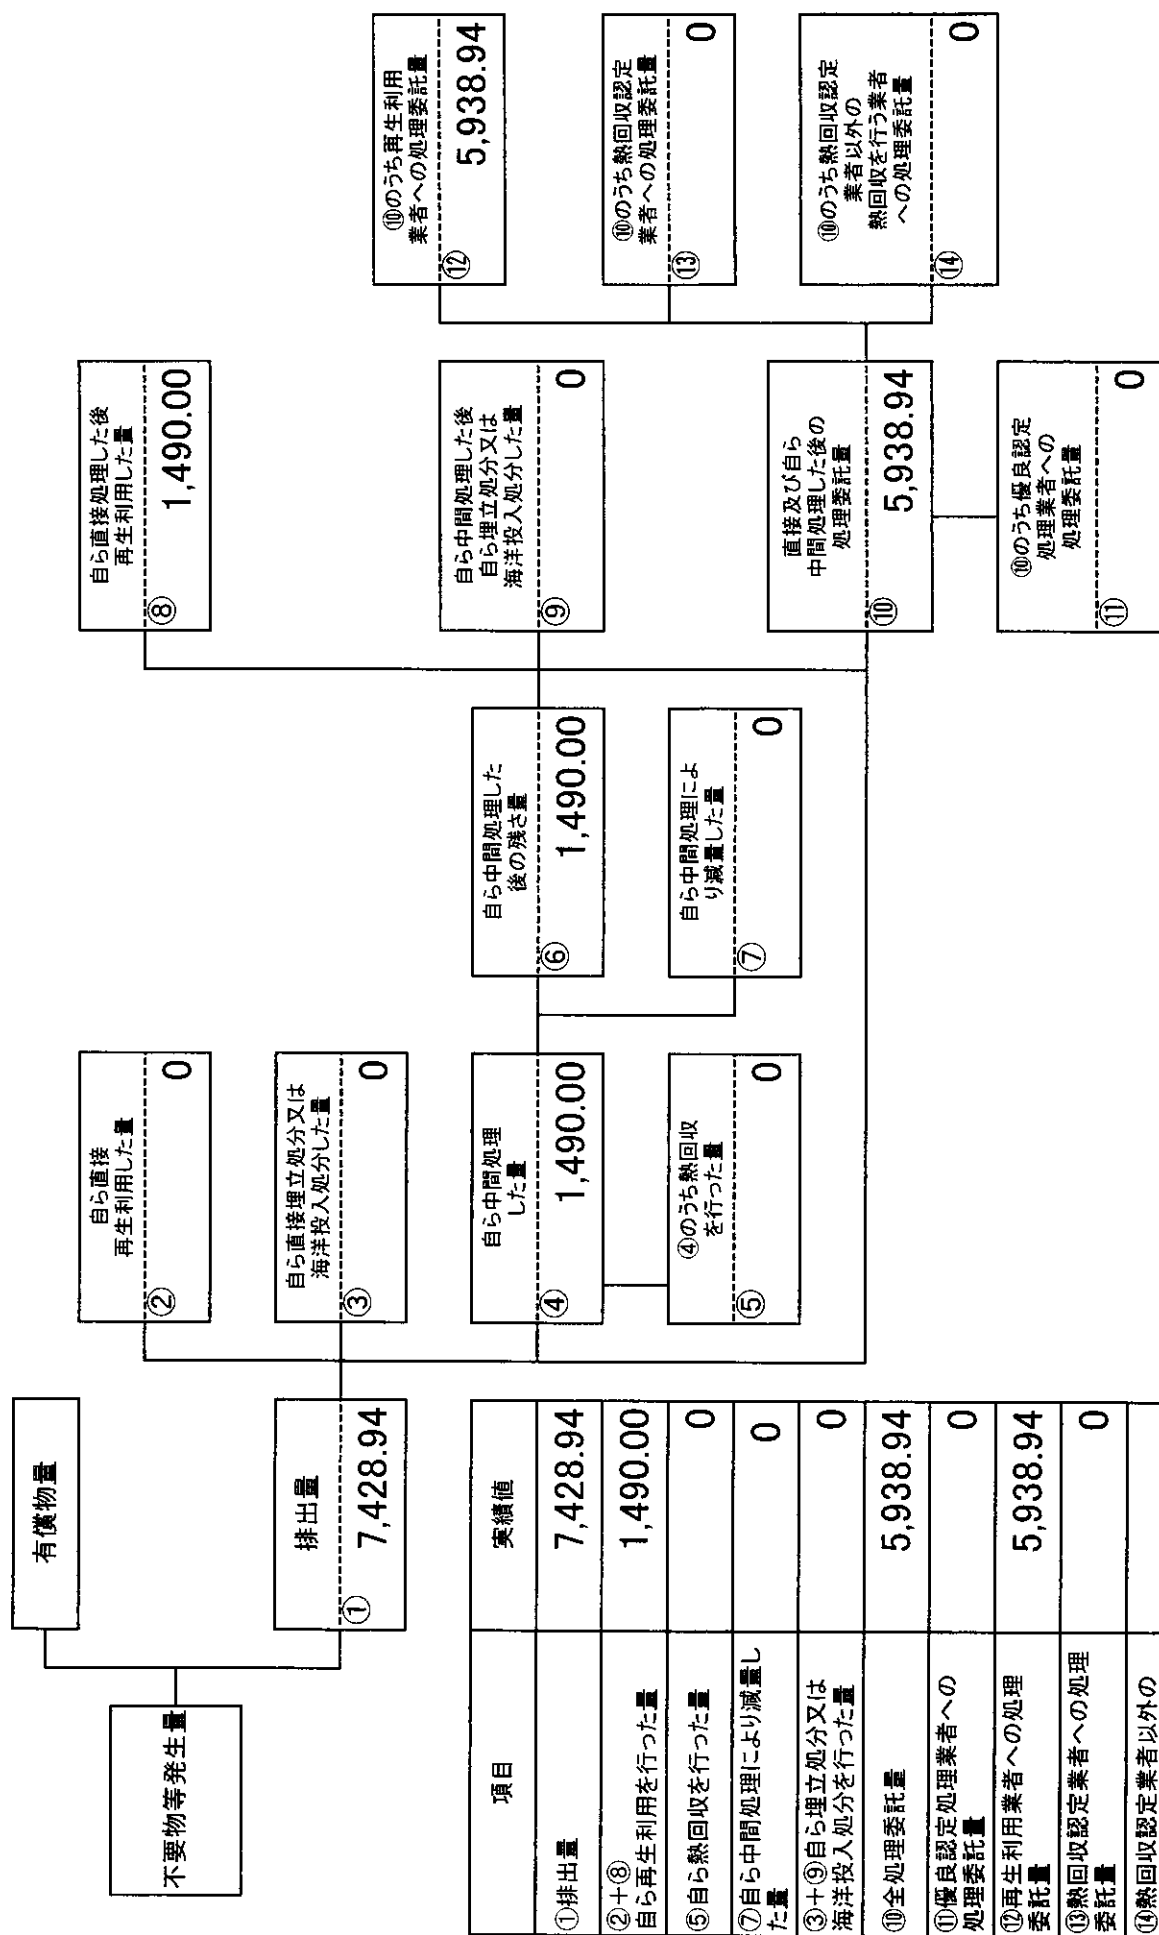 不要物等発生量
有償物量
排出量
① 7,428.94
自ら直接
再生利用した量
② 0
自ら直接埋立処分又は
海洋投入処分した量
③ 0
自ら中間処理
した量
④ 1,490.00
④のうち熱回収
を行った量
⑤ 0
自ら中間処理した
後の残さ量
⑥ 1,490.00
自ら中間処理によ
り減量した量
⑦ 0
自ら直接処理した後
再生利用した量
⑧ 1,490.00
自ら中間処理した後
自ら埋立処分又は
海洋投入処分した量
⑨ 0
直接及び自ら
中間処理した後の
処理委託量
⑩ 5,938.94
⑩のうち優良認定
処理業者への
処理委託量
⑪ 0
⑩のうち再生利用
業者への処理委託量
⑫ 5,938.94
⑩のうち熱回収認定
業者への処理委託量
⑬ 0
⑩のうち熱回収認定
業者以外の
熱回収を行う業者
への処理委託量
⑭ 0
項目 実績値
①排出量 7,428.94
②+⑧
自ら再生利用を行った量 1,490.00
⑤自ら熱回収を行った量 0
⑦自ら中間処理により減量し
た量 0
③+⑨自ら埋立処分又は
海洋投入処分を行った量 0
⑩全処理委託量 5,938.94
⑪優良認定処理業者への
処理委託量 0
⑫再生利用業者への処理
委託量 5,938.94
⑬熱回収認定業者への処理
委託量 0
⑭熱回収認定業者以外の